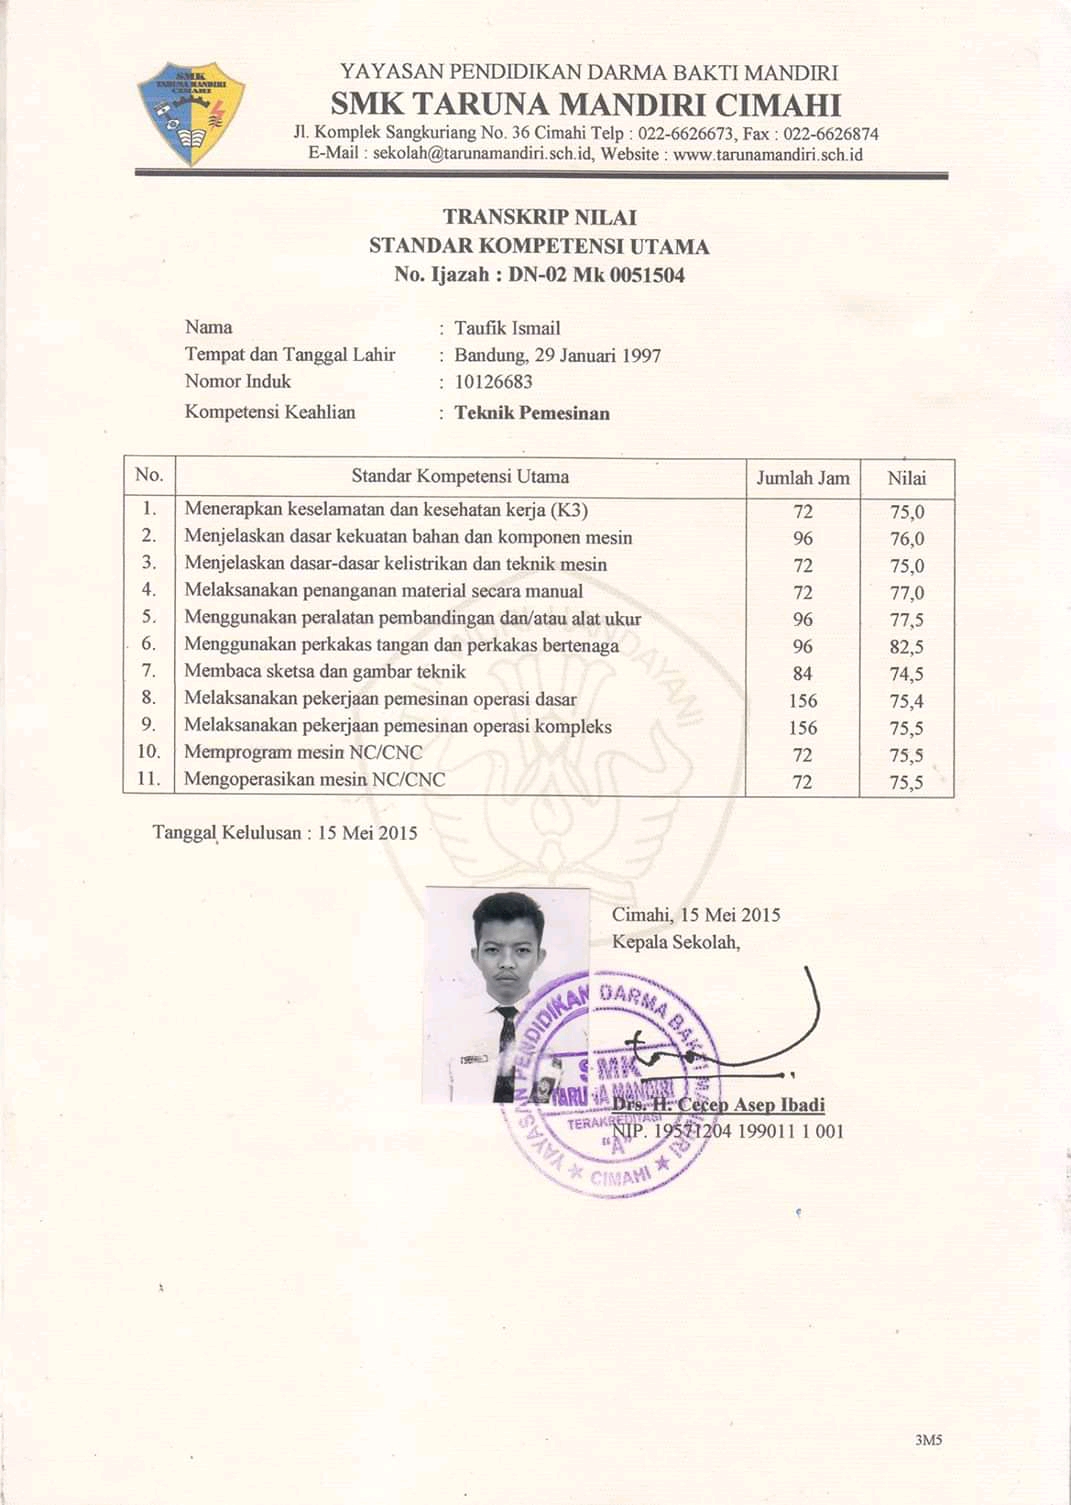 SMK
TARUNA MANDIRI
CIMAHI
YAYASAN PENDIDIKAN DARMA BAKTI MANDIRI
SMK TARUNA MANDIRI CIMAHI
Jl. Komplek Sangkuriang No. 36 Cimahi Telp : 022-6626673, Fax : 022-6626874
E-Mail : sekolah@tarunamandiri.sch.id, Website : www.tarunamandiri.sch.id
TRANSKRIP NILAI
STANDAR KOMPETENSI UTAMA
No. Ijazah : DN-02 Mk 0051504
Nama : Taufik Ismail
Tempat dan Tanggal Lahir : Bandung, 29 Januari 1997
Nomor Induk : 10126683
Kompetensi Keahlian : Teknik Pemesinan
No. Standar Kompetensi Utama Jumlah Jam Nilai
1. Menerapkan keselamatan dan kesehatan kerja (K3) 72 75,0
2. Menjelaskan dasar kekuatan bahan dan komponen mesin 96 76,0
3. Menjelaskan dasar-dasar kelistrikan dan teknik mesin 72 75,0
4. Melaksanakan penanganan material secara manual 72 77,0
5. Menggunakan peralatan pembandingan dan/atau alat ukur 96 77,5
6. Menggunakan perkakas tangan dan perkakas bertenaga 96 82,5
7. Membaca sketsa dan gambar teknik 84 74,5
8. Melaksanakan pekerjaan pemesinan operasi dasar 156 75,4
9. Melaksanakan pekerjaan pemesinan operasi kompleks 156 75,5
10. Memprogram mesin NC/CNC 72 75,5
11. Mengoperasikan mesin NC/CNC 72 75,5
TUT WURI HANDAYANI
Tanggal Kelulusan : 15 Mei 2015
Cimahi, 15 Mei 2015
Kepala Sekolah,
YAYASAN PENDIDIKAN DARMA BAKTI MANDIRI
SMK
TARUNA MANDIRI
TERAKREDITASI
"A"
CIMAHI
Drs. H. Cecep Asep Ibadi
NIP. 19571204 199011 1 001
3M5